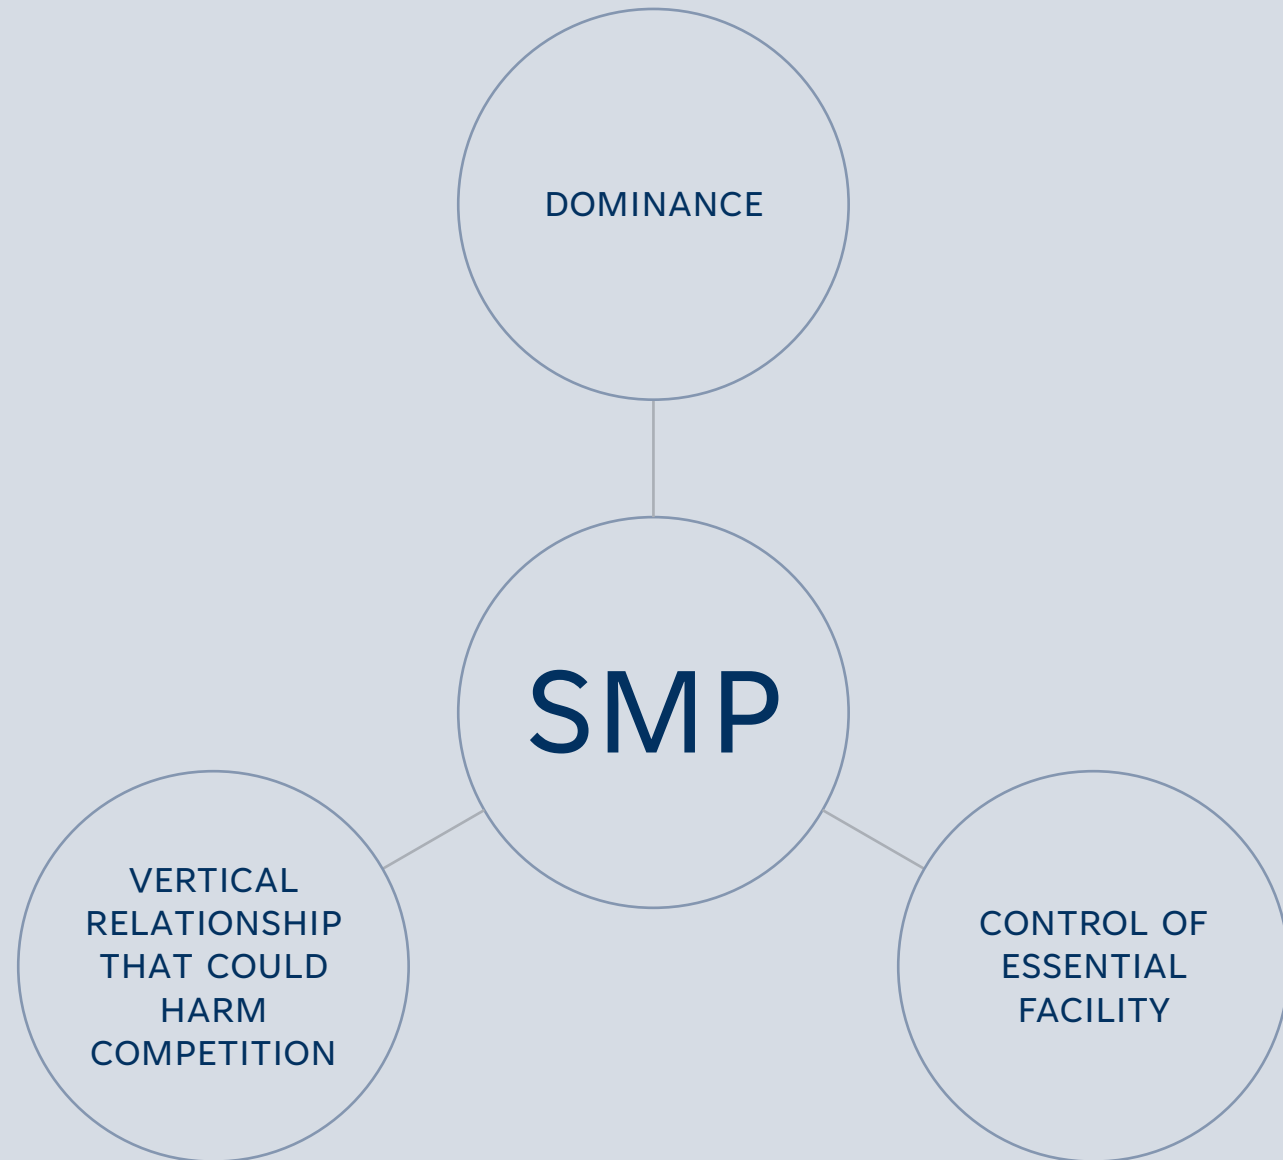 DOMINANCE
SMP
VERTICAL
RELATIONSHIP
THAT COULD
HARM
COMPETITION
CONTROL OF
ESSENTIAL
FACILITY